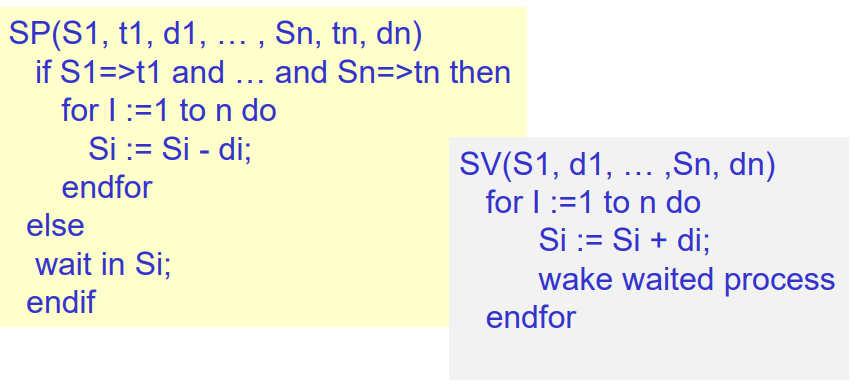 SP(S1, t1, d1, … , Sn, tn, dn)
if S1=>t1 and … and Sn=>tn then
for I :=1 to n do
Si := Si - di;
endfor
else
wait in Si;
endif
SV(S1, d1, … ,Sn, dn)
for I :=1 to n do
Si := Si + di;
wake waited process
endfor